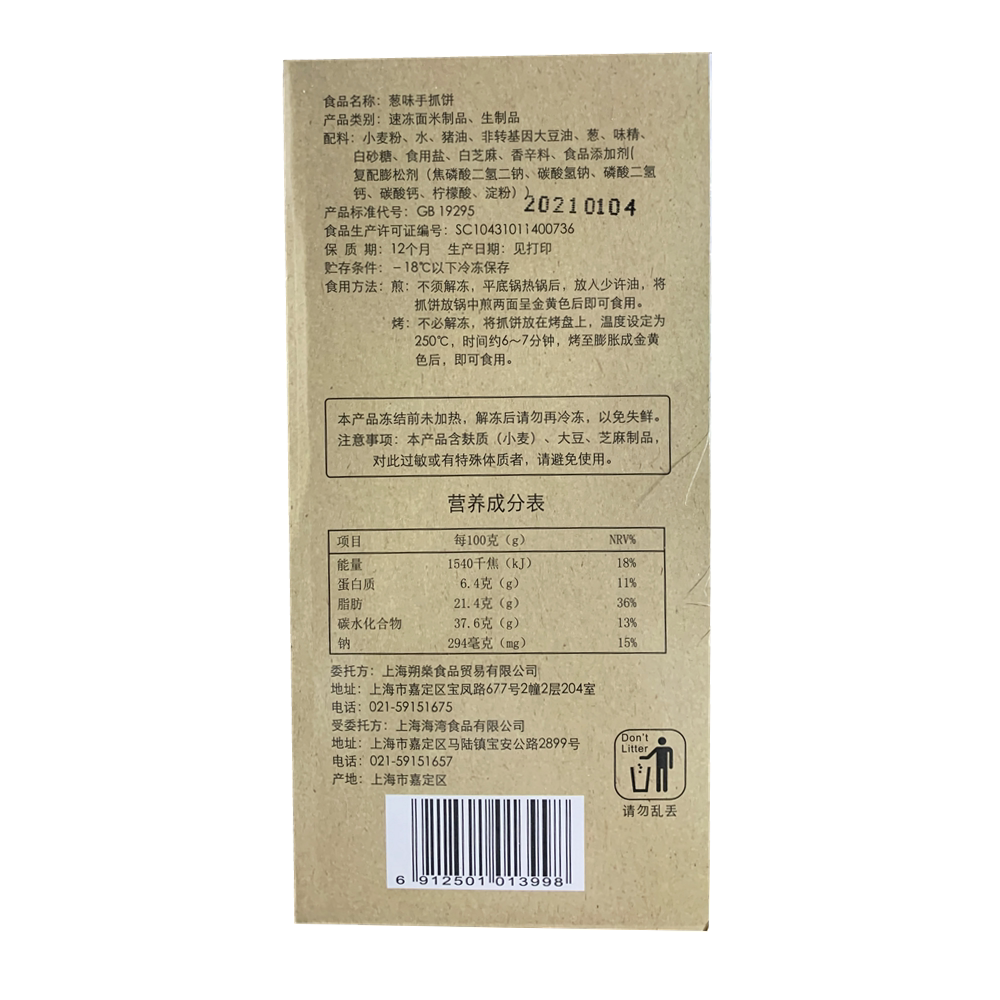 食品名称：葱味手抓饼
产品类别：速冻面米制品、生制品
配料：小麦粉、水、猪油、非转基因大豆油、葱、味精、
白砂糖、食用盐、白芝麻、香辛料、食品添加剂(
复配膨松剂（焦磷酸二氢二钠、碳酸氢钠、磷酸二氢
钙、碳酸钙、柠檬酸、淀粉））
20210104
产品标准代号：GB 19295
食品生产许可证编号：SC10431011400736
保 质 期：12个月 生产日期：见打印
贮存条件：－18℃以下冷冻保存
食用方法：煎：不须解冻，平底锅热锅后，放入少许油，将
抓饼放锅中煎两面呈金黄色后即可食用。
烤：不必解冻，将抓饼放在烤盘上，温度设定为
250℃，时间约6～7分钟，烤至膨胀成金黄
色后，即可食用。
本产品冻结前未加热，解冻后请勿再冷冻，以免失鲜。
注意事项：本产品含麸质（小麦）、大豆、芝麻制品，
对此过敏或有特殊体质者，请避免使用。
营养成分表
项目 每100克（g） NRV%
能量 1540千焦（kJ） 18%
蛋白质 6.4克（g） 11%
脂肪 21.4克（g） 36%
碳水化合物 37.6克（g） 13%
钠 294毫克（mg） 15%
委托方：上海朔燊食品贸易有限公司
地址：上海市嘉定区宝凤路677号2幢2层204室
电话：021-59151675
受委托方：上海海湾食品有限公司
地址：上海市嘉定区马陆镇宝安公路2899号
电话：021-59151657
产地：上海市嘉定区
Don't
Litter
请勿乱丢
6 912501 013998